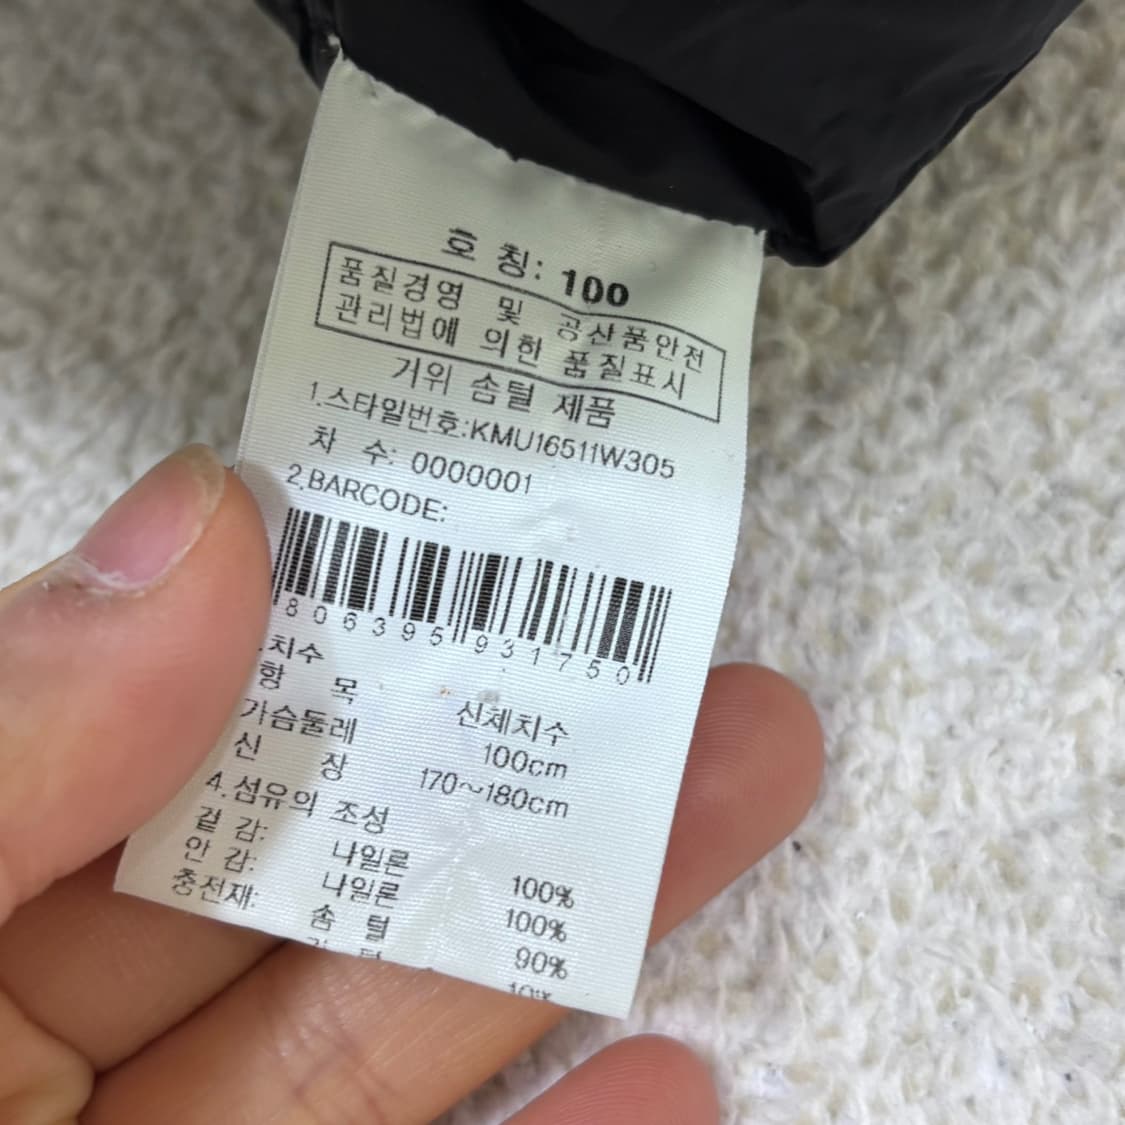 호 칭: 100
품질경영 및 공산품안전
관리법에 의한 품질표시
거위 솜털 제품
1.스타일번호:KMU16511W305
차 수: 0000001
2.BARCODE:
806395 931750
.치수
항 목 신체치수
가슴둘레 100cm
신 장 170~180cm
4.섬유의 조성
겉 감: 나일론 100%
안 감: 나일론 100%
충전재: 솜 털 90%
10%